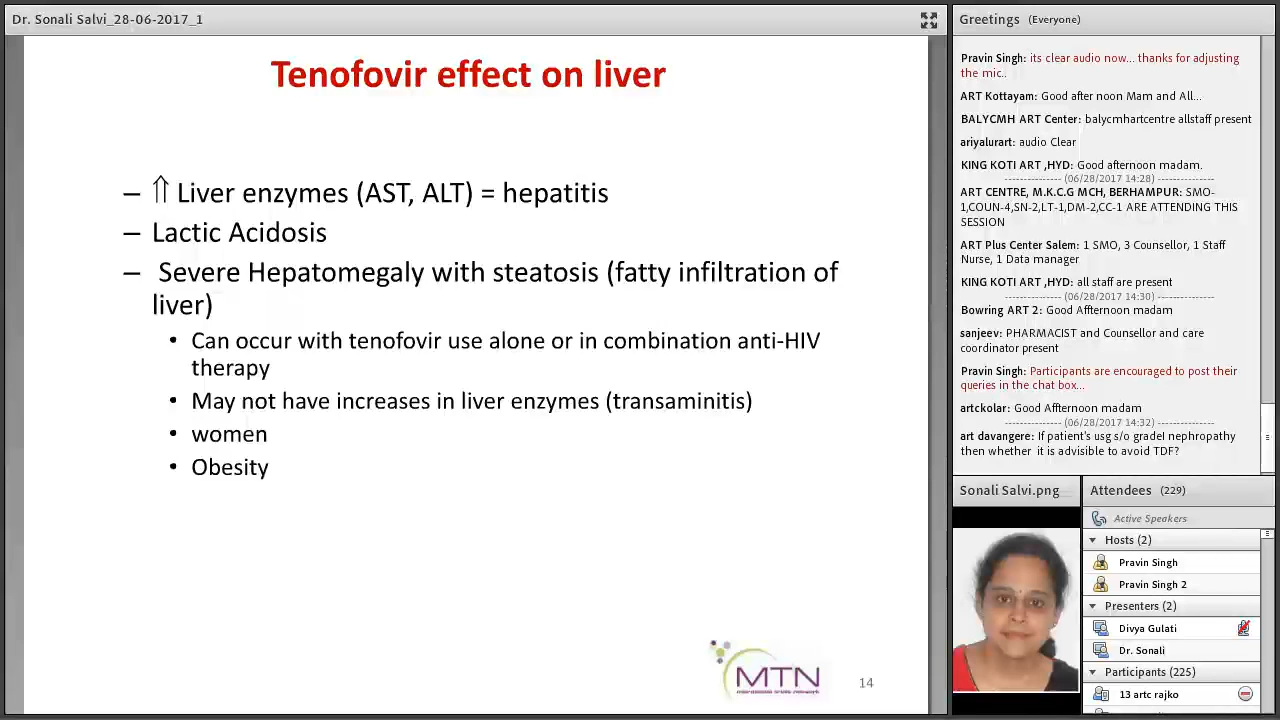 Dr. Sonali Salvi_28-06-2017_1
Tenofovir effect on liver
– ⇑ Liver enzymes (AST, ALT) = hepatitis
– Lactic Acidosis
– Severe Hepatomegaly with steatosis (fatty infiltration of
liver)
• Can occur with tenofovir use alone or in combination anti-HIV
therapy
• May not have increases in liver enzymes (transaminitis)
• women
• Obesity
MTN
14
Greetings (Everyone)
Pravin Singh: its clear audio now... thanks for adjusting
the mic..
ART Kottayam: Good after noon Mam and All...
BALYCMH ART Center: balycmhartcentre allstaff present
ariyalurart: audio Clear
KING KOTI ART ,HYD: Good afternoon madam.
------------- (06/28/2017 14:28) -------------
ART CENTRE, M.K.C.G MCH, BERHAMPUR: SMO-
1,COUN-4,SN-2,LT-1,DM-2,CC-1 ARE ATTENDING THIS
SESSION
ART Plus Center Salem: 1 SMO, 3 Counsellor, 1 Staff
Nurse, 1 Data manager
KING KOTI ART ,HYD: all staff are present
------------- (06/28/2017 14:30) -------------
Bowring ART 2: Good Affternoon madam
sanjeev: PHARMACIST and Counsellor and care
coordinator present
Pravin Singh: Participants are encouraged to post their
queries in the chat box...
artckolar: Good Affternoon madam
------------- (06/28/2017 14:32) -------------
art davangere: If patient's usg s/o gradeI nephropathy
then whether it is advisible to avoid TDF?
Sonali Salvi.png
Attendees (229)
Active Speakers
Hosts (2)
Pravin Singh
Pravin Singh 2
Presenters (2)
Divya Gulati
Dr. Sonali
Participants (225)
13 artc rajko